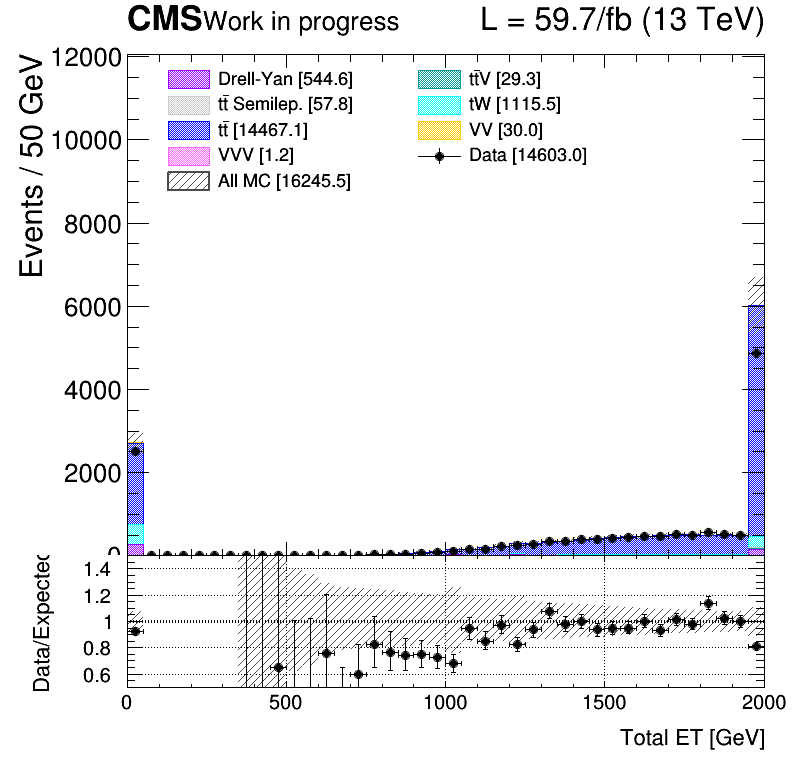 CMS Work in progress L = 59.7/fb (13 TeV)
Events / 50 GeV
12000
10000
8000
6000
4000
2000
0
Drell-Yan [544.6]
tt̄ Semilep. [57.8]
tt̄ [14467.1]
VVV [1.2]
All MC [16245.5]
tt̄V [29.3]
tW [1115.5]
VV [30.0]
Data [14603.0]
Data/Expected
1.4
1.2
1
0.8
0.6
0 500 1000 1500 2000
Total ET [GeV]